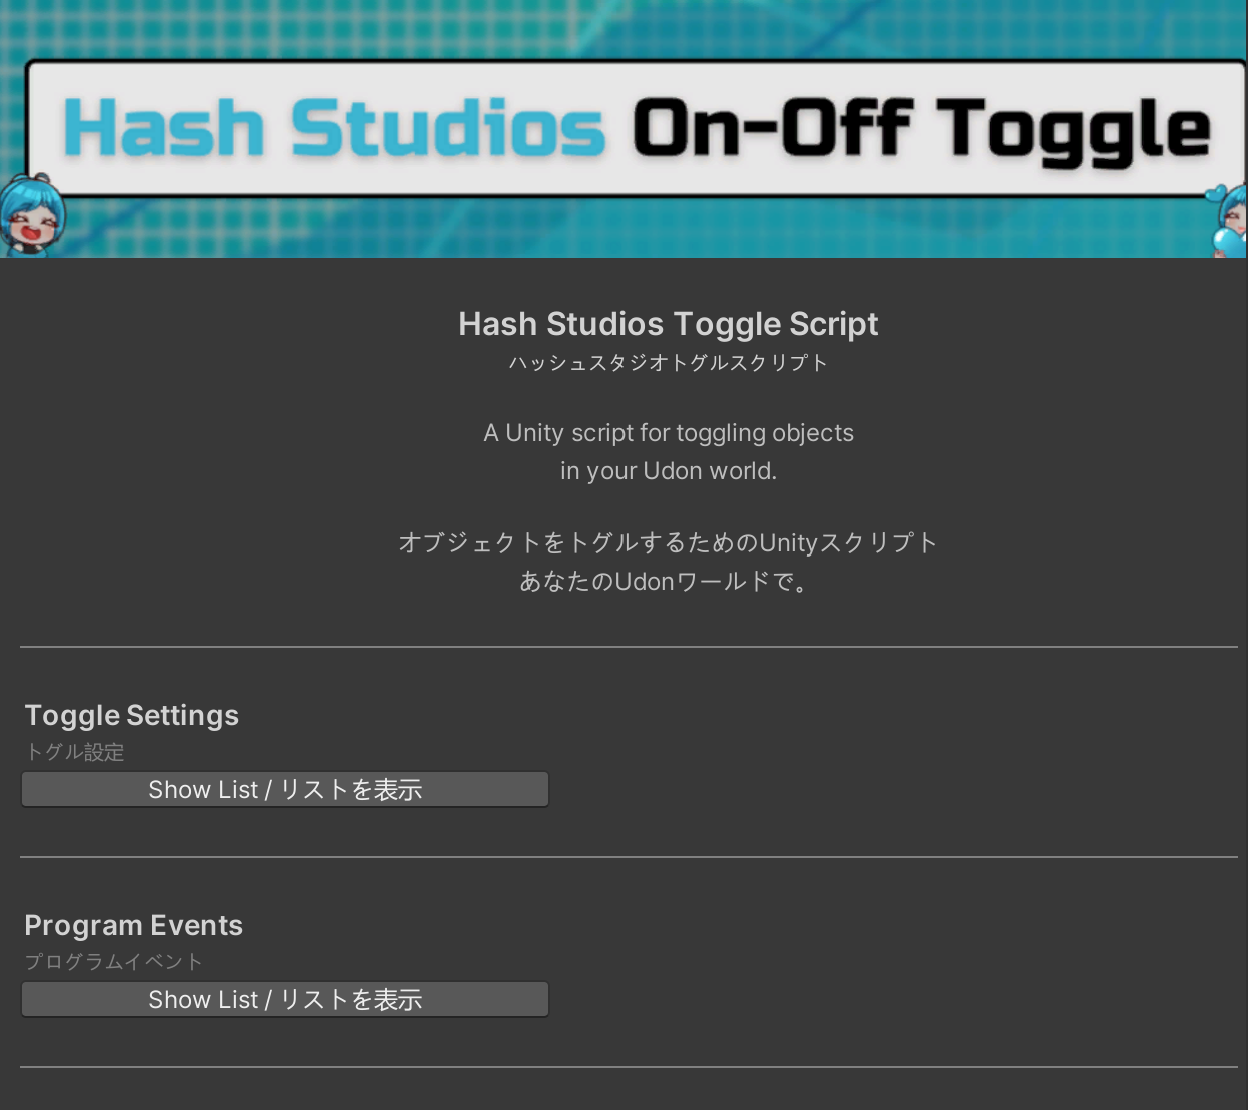 Hash Studios On-Off Toggle
Hash Studios Toggle Script
ハッシュスタジオトグルスクリプト
A Unity script for toggling objects
in your Udon world.
オブジェクトをトグルするためのUnityスクリプト
あなたのUdonワールドで。
Toggle Settings
トグル設定
Show List / リストを表示
Program Events
プログラムイベント
Show List / リストを表示